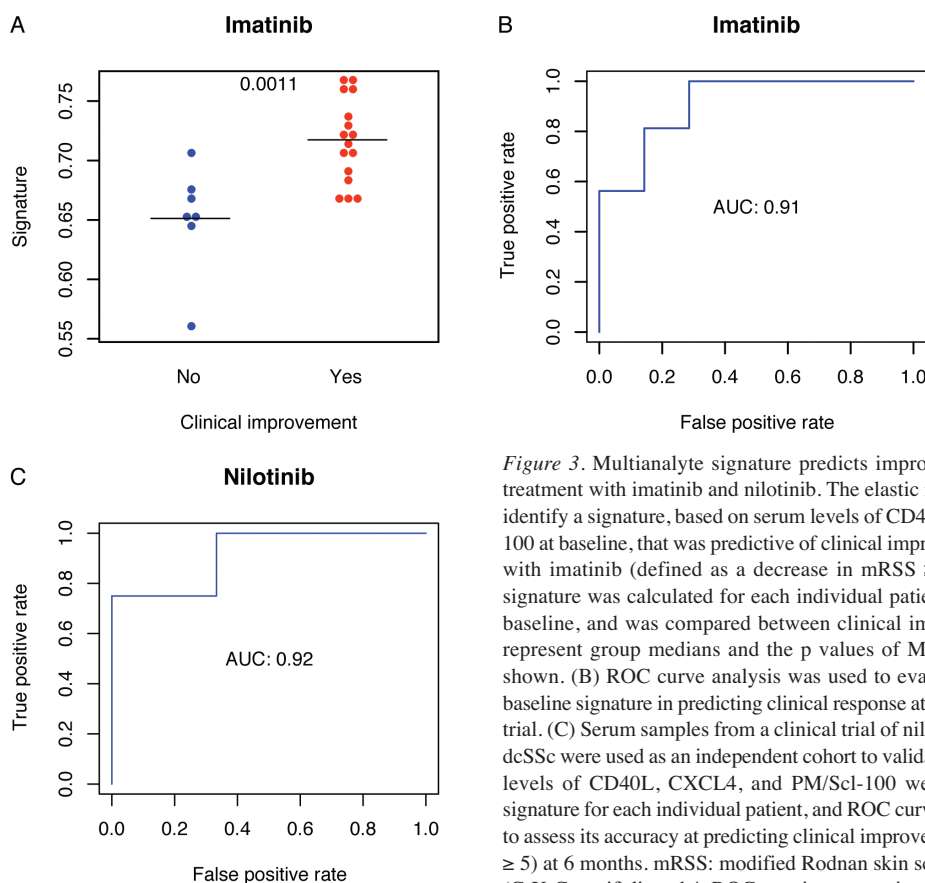 A
Imatinib
0.0011
Signature
0.75
0.70
0.65
0.60
0.55
No
Yes
Clinical improvement
B
Imatinib
True positive rate
1.0
0.8
0.6
0.4
0.2
0.0
AUC: 0.91
0.0 0.2 0.4 0.6 0.8 1.0
False positive rate
C
Nilotinib
True positive rate
1.0
0.8
0.6
0.4
0.2
0.0
AUC: 0.92
0.0 0.2 0.4 0.6 0.8 1.0
False positive rate
Figure 3. Multianalyte signature predicts impro
treatment with imatinib and nilotinib. The elastic
identify a signature, based on serum levels of CD4
100 at baseline, that was predictive of clinical impr
with imatinib (defined as a decrease in mRSS
signature was calculated for each individual patie
baseline, and was compared between clinical im
represent group medians and the p values of M
shown. (B) ROC curve analysis was used to eva
baseline signature in predicting clinical response at
trial. (C) Serum samples from a clinical trial of nil
dcSSc were used as an independent cohort to valida
levels of CD40L, CXCL4, and PM/Scl-100 we
signature for each individual patient, and ROC curv
to assess its accuracy at predicting clinical improve
≥ 5) at 6 months. mRSS: modified Rodnan skin sc